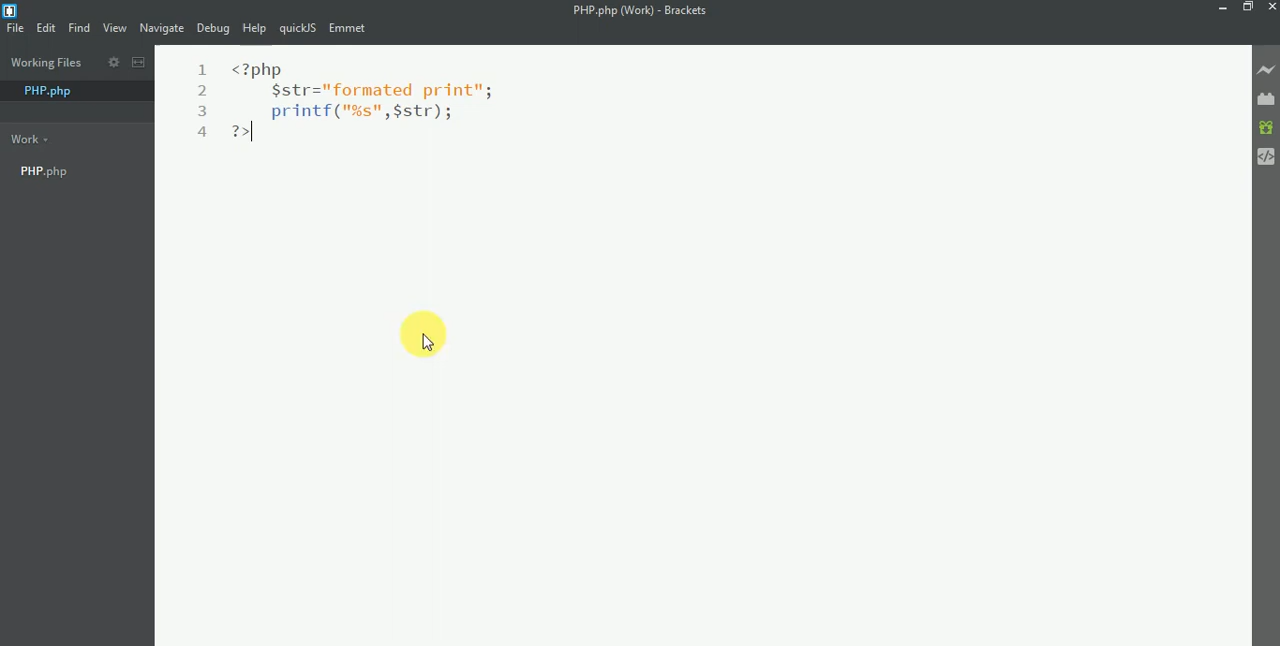 PHP.php (Work) - Brackets
File Edit Find View Navigate Debug Help quickJS Emmet
Working Files
PHP.php
Work
PHP.php
1 <?php
2 $str="formated print";
3 printf("%s",$str);
4 ?>